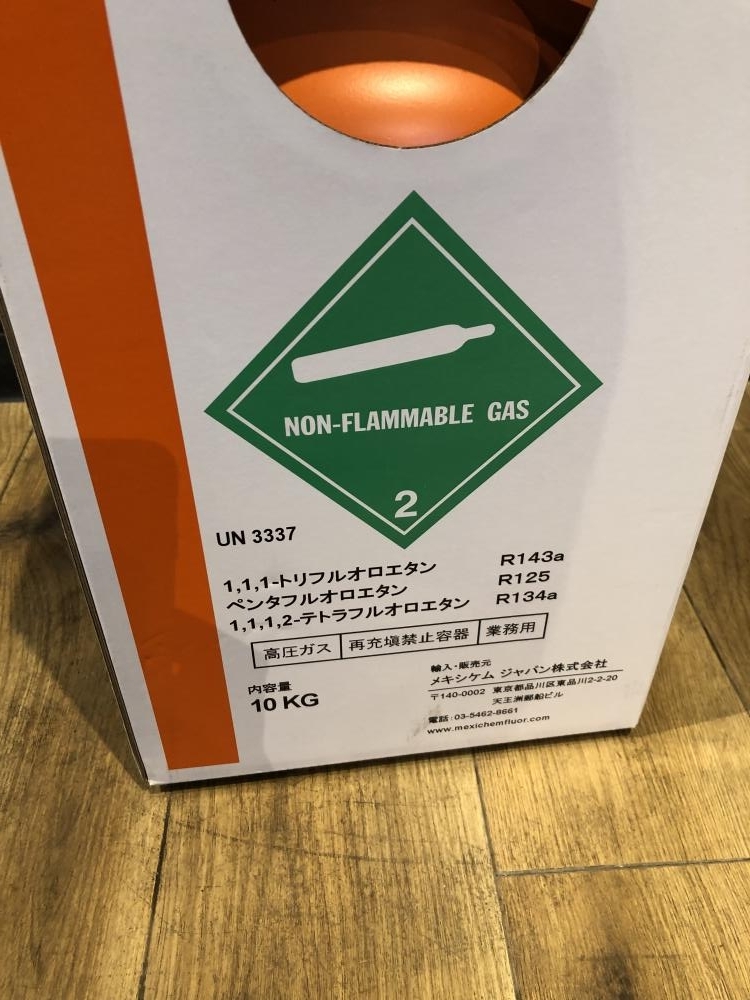 NON-FLAMMABLE GAS
2
UN 3337
1,1,1-トリフルオロエタン R143a
ペンタフルオロエタン R125
1,1,1,2-テトラフルオロエタン R134a
高圧ガス 再充填禁止容器 業務用
内容量
10 KG
輸入・販売元
メキシケム ジャパン株式会社
〒140-0002 東京都品川区東品川2-2-20
天王洲郵船ビル
電話:03-5462-8661
www.mexichemfluor.com